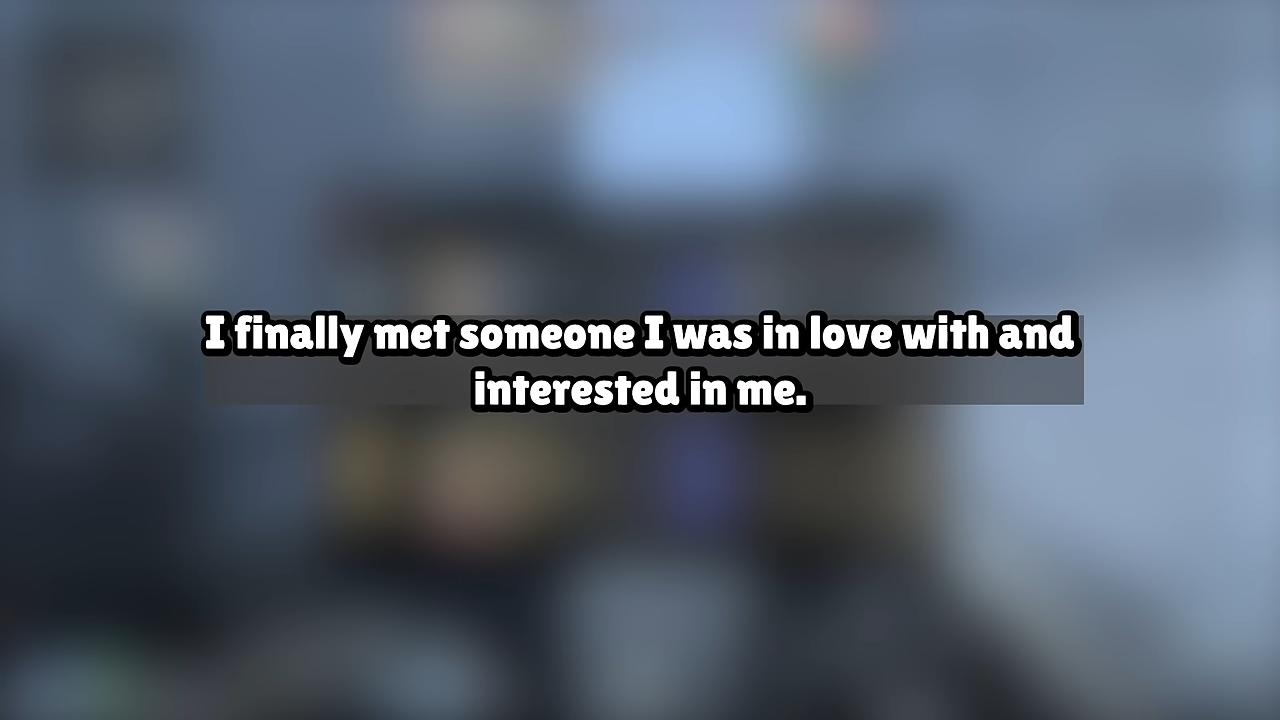 I finally met someone I was in love with and
interested in me.